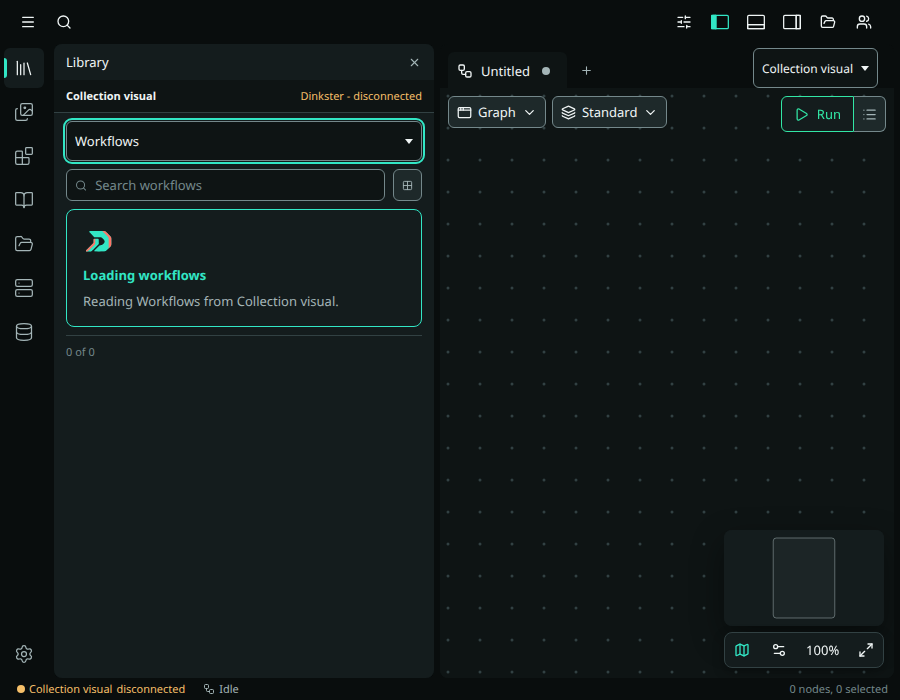 Library
Collection visual
Dinkster - disconnected
Workflows
Search workflows
Loading workflows
Reading Workflows from Collection visual.
0 of 0
Untitled
Collection visual
Graph
Standard
Run
100%
Collection visual disconnected
Idle
0 nodes, 0 selected